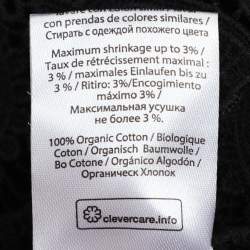 con prendas de colores similares /
Стирать с одеждой похожего цвета
Maximum shrinkage up to 3% /
Taux de rétrécissement maximal :
3 % / maximales Einlaufen bis zu
3 % / Ritiro: 3%/Encogimiento
máximo 3% /
Максимальная усушка
не более 3 %.
100% Organic Cotton / Biologique
Coton / Organisch Baumwolle /
Bo Cotone / Orgánico Algodón /
Органическ Хлопок
clevercare.info